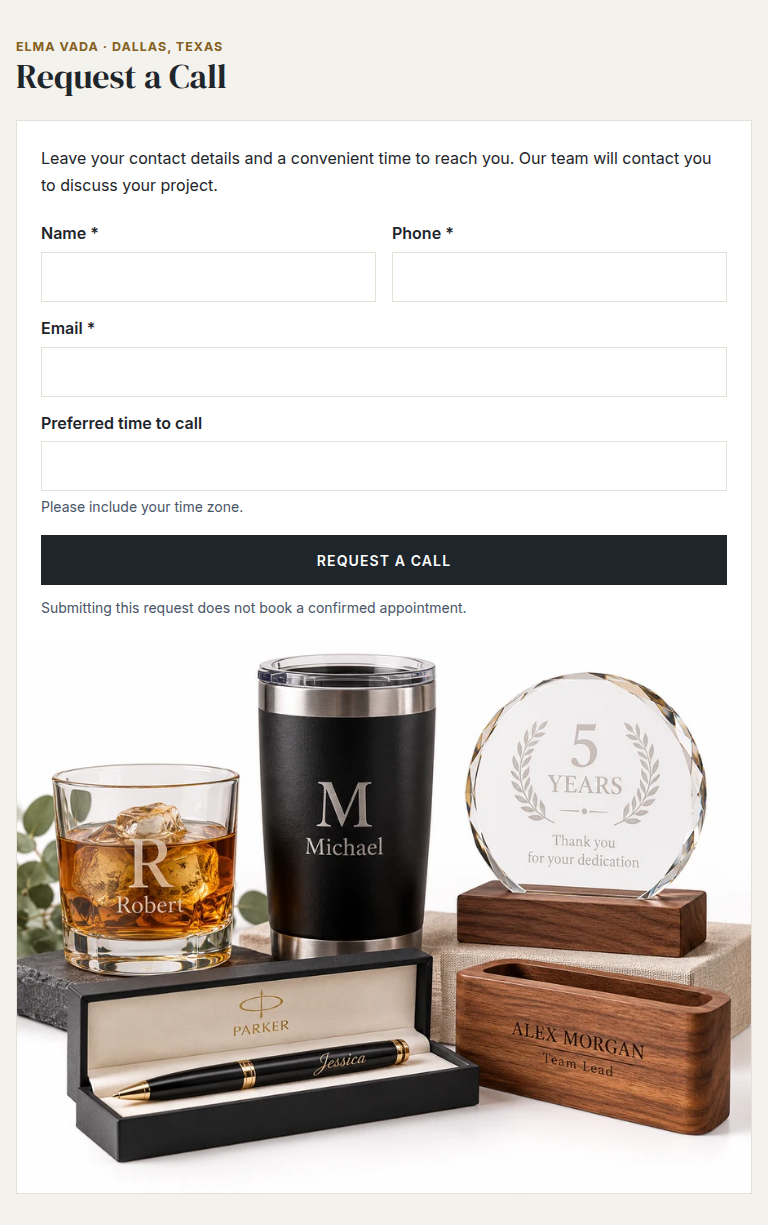 ELMA VADA · DALLAS, TEXAS
Request a Call
Leave your contact details and a convenient time to reach you. Our team will contact you
to discuss your project.
Name *
Phone *
Email *
Preferred time to call
Please include your time zone.
REQUEST A CALL
Submitting this request does not book a confirmed appointment.
R
Robert
M
Michael
5
YEARS
Thank you
for your dedication
PARKER
Jessica
ALEX MORGAN
Team Lead